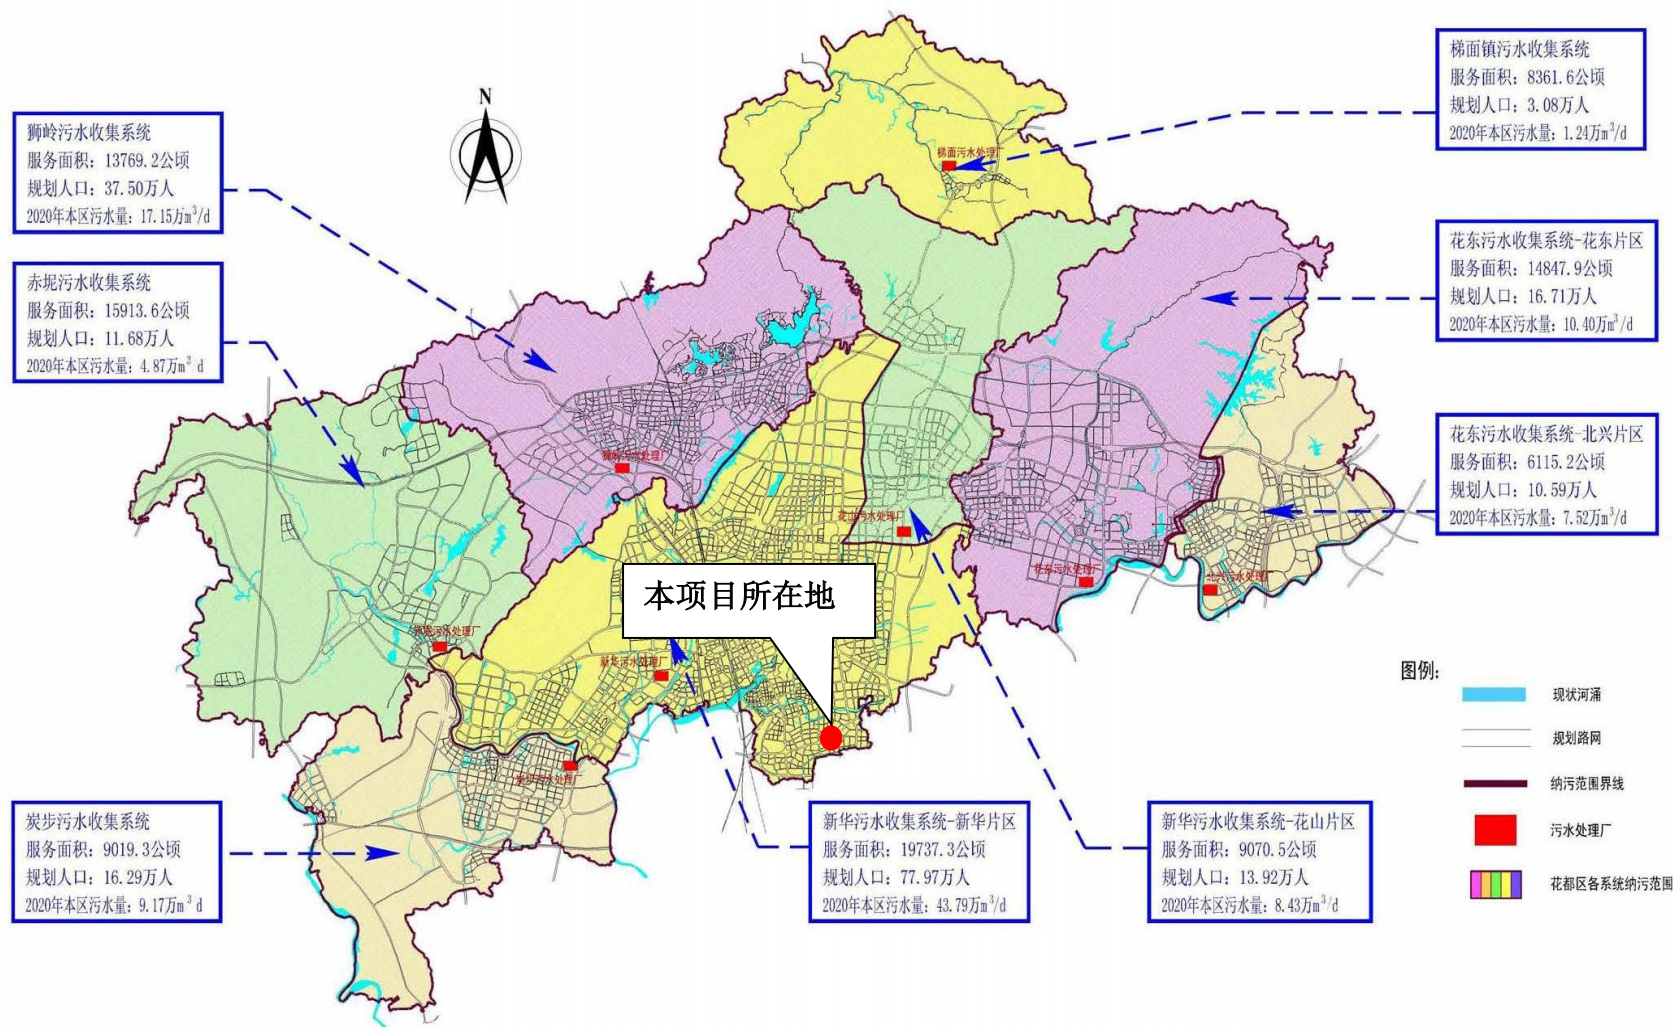 N
梯面镇污水收集系统
服务面积：8361.6公顷
规划人口：3.08万人
2020年本区污水量：1.24万m³/d
狮岭污水收集系统
服务面积：13769.2公顷
规划人口：37.50万人
2020年本区污水量：17.15万m³/d
梯面污水处理厂
花东污水收集系统-花东片区
服务面积：14847.9公顷
规划人口：16.71万人
2020年本区污水量：10.40万m³/d
赤坭污水收集系统
服务面积：15913.6公顷
规划人口：11.68万人
2020年本区污水量：4.87万m³ d
花东污水收集系统-北兴片区
服务面积：6115.2公顷
规划人口：10.59万人
2020年本区污水量：7.52万m³/d
狮岭污水处理厂
花山污水处理厂
花东污水处理厂
北兴污水处理厂
本项目所在地
赤坭污水处理厂
新华污水处理厂
炭步污水处理厂
图例:
现状河涌
规划路网
纳污范围界线
污水处理厂
花都区各系统纳污范围
炭步污水收集系统
服务面积：9019.3公顷
规划人口：16.29万人
2020年本区污水量：9.17万m³ d
新华污水收集系统-新华片区
服务面积：19737.3公顷
规划人口：77.97万人
2020年本区污水量：43.79万m³/d
新华污水收集系统-花山片区
服务面积：9070.5公顷
规划人口：13.92万人
2020年本区污水量：8.43万m³/d